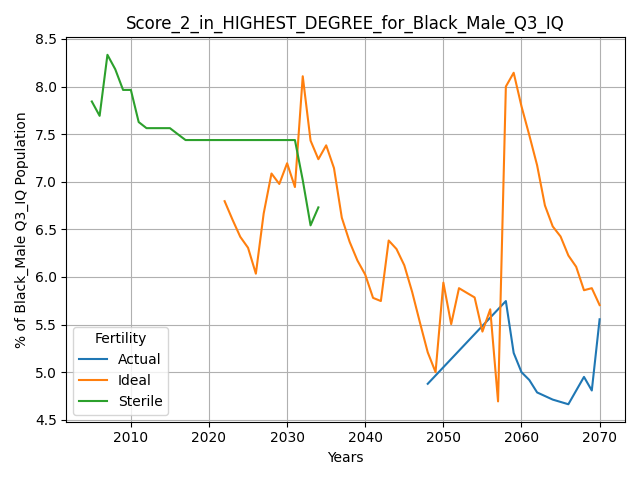 Score_2_in_HIGHEST_DEGREE_for_Black_Male_Q3_IQ
% of Black_Male Q3_IQ Population
8.5
8.0
7.5
7.0
6.5
6.0
5.5
5.0
4.5
Fertility
Actual
Ideal
Sterile
2010 2020 2030 2040 2050 2060 2070
Years